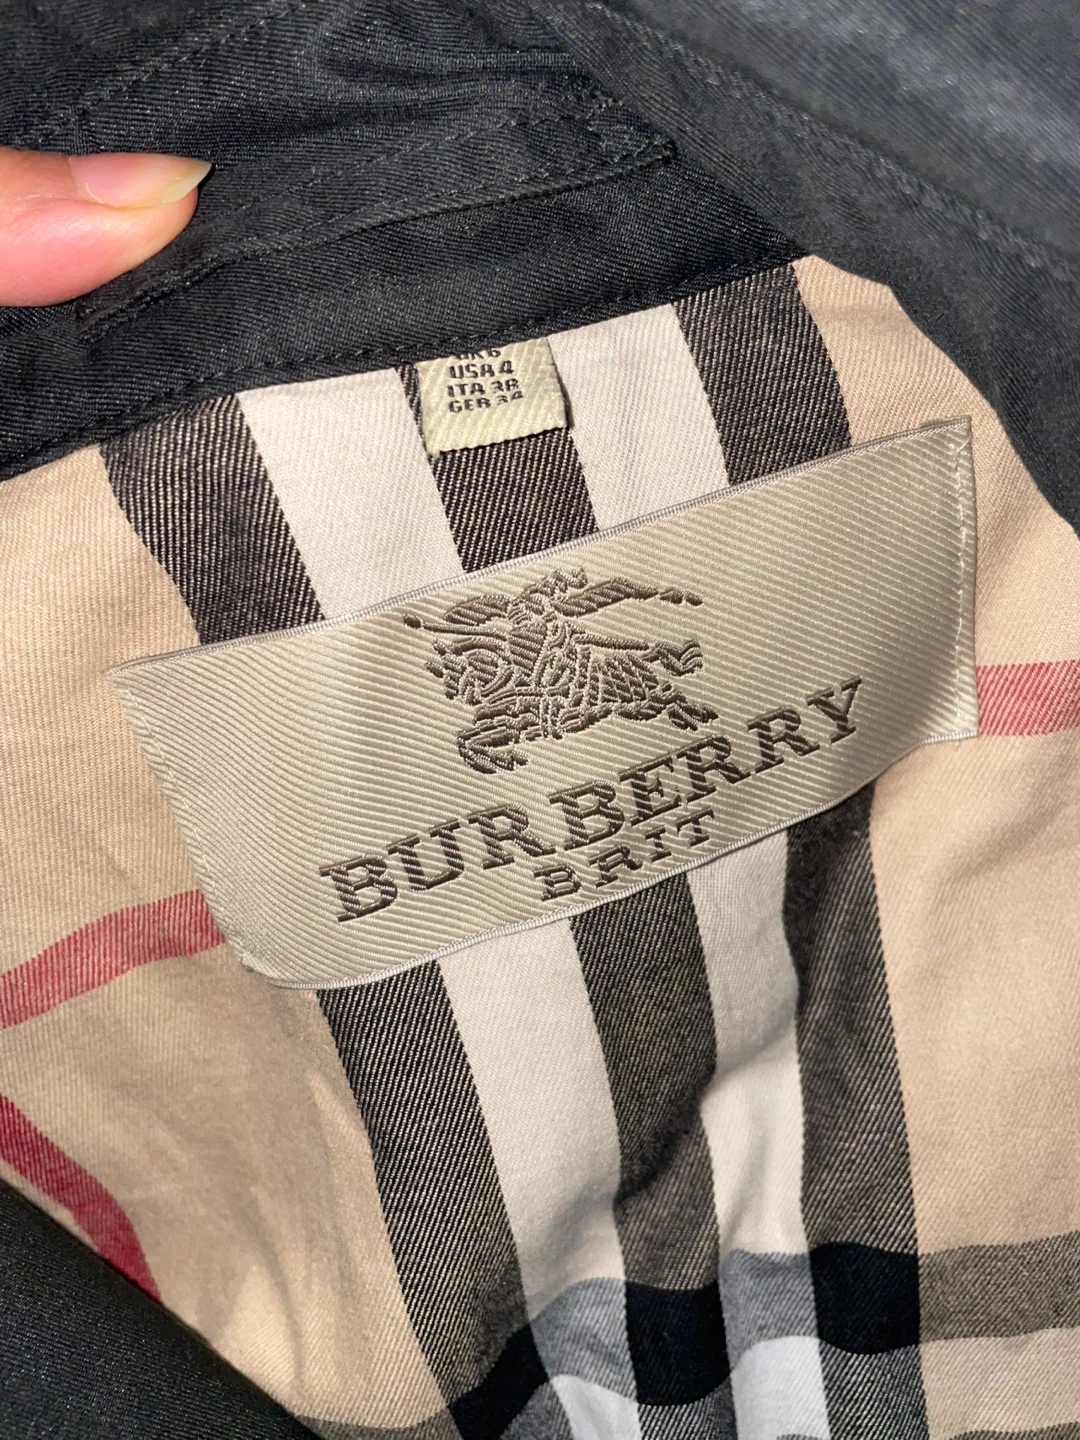 UK 6
USA 4
ITA 38
GER 34
BURBERRY
BRIT